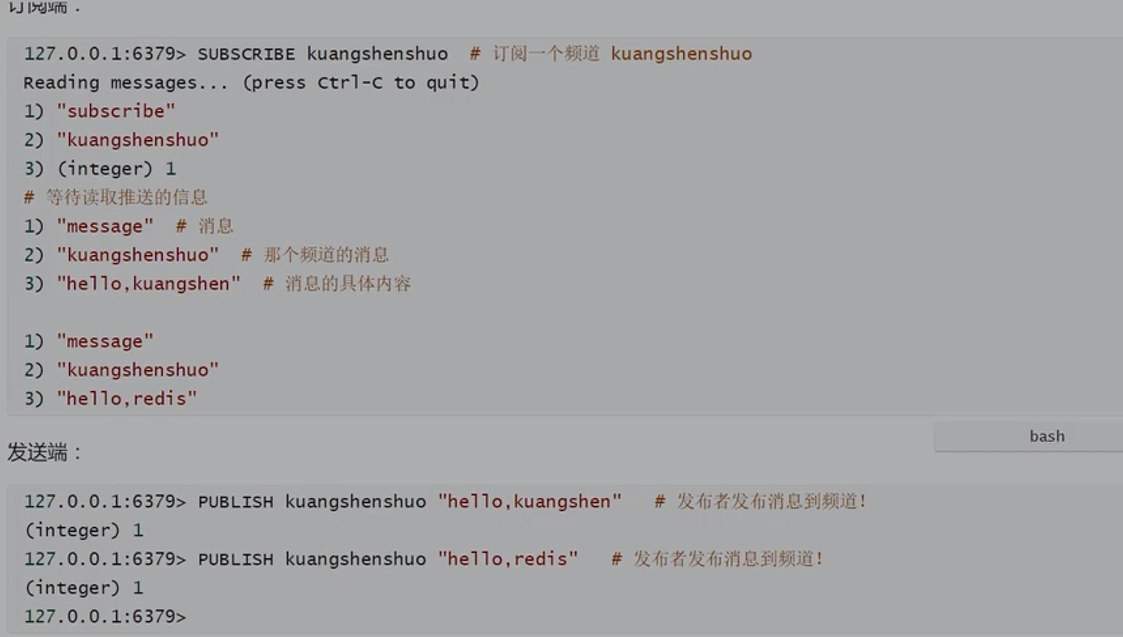 订阅端：
127.0.0.1:6379> SUBSCRIBE kuangshenshuo  # 订阅一个频道 kuangshenshuo
Reading messages... (press Ctrl-C to quit)
1) "subscribe"
2) "kuangshenshuo"
3) (integer) 1
# 等待读取推送的信息
1) "message"  # 消息
2) "kuangshenshuo"  # 那个频道的消息
3) "hello,kuangshen"  # 消息的具体内容
1) "message"
2) "kuangshenshuo"
3) "hello,redis"
bash
发送端：
127.0.0.1:6379> PUBLISH kuangshenshuo "hello,kuangshen"   # 发布者发布消息到频道！
(integer) 1
127.0.0.1:6379> PUBLISH kuangshenshuo "hello,redis"   # 发布者发布消息到频道！
(integer) 1
127.0.0.1:6379>